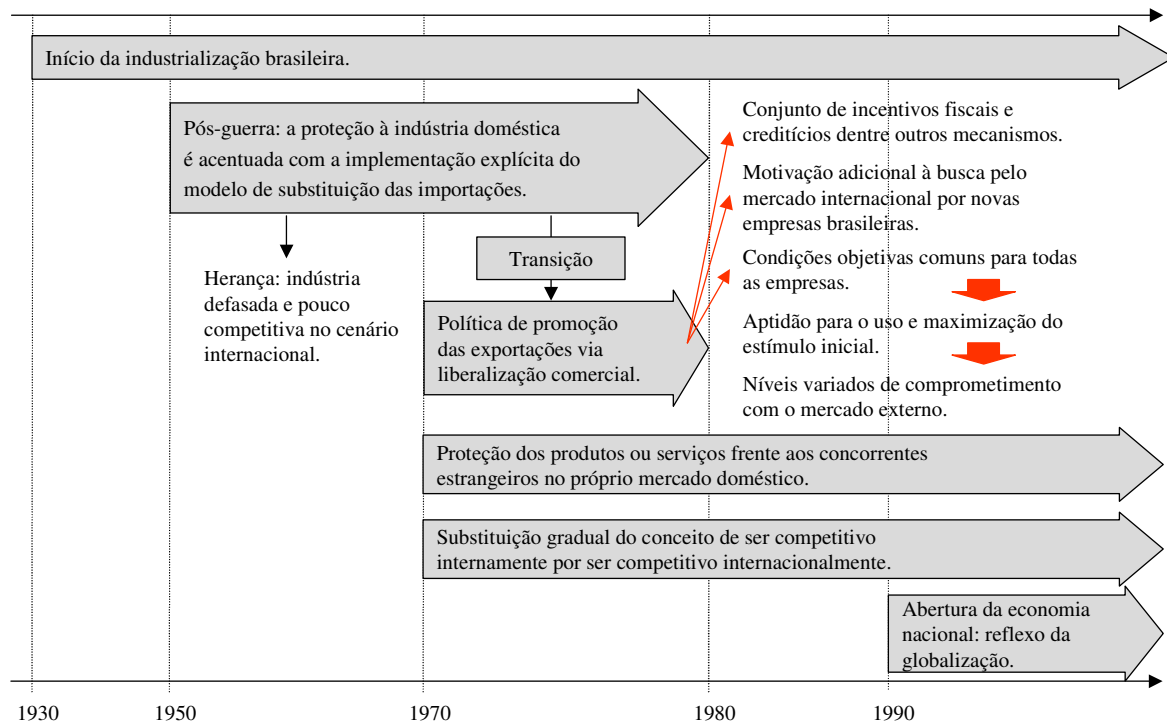 Início da industrialização brasileira.
Pós-guerra: a proteção à indústria doméstica
é acentuada com a implementação explícita do
modelo de substituição das importações.
Conjunto de incentivos fiscais e
creditícios dentre outros mecanismos.
Motivação adicional à busca pelo
mercado internacional por novas
empresas brasileiras.
Transição
Condições objetivas comuns para todas
as empresas.
Herança: indústria
defasada e pouco
competitiva no cenário
internacional.
Política de promoção
das exportações via
liberalização comercial.
Aptidão para o uso e maximização do
estímulo inicial.
Níveis variados de comprometimento
com o mercado externo.
Proteção dos produtos ou serviços frente aos concorrentes
estrangeiros no próprio mercado doméstico.
Substituição gradual do conceito de ser competitivo
internamente por ser competitivo internacionalmente.
Abertura da economia
nacional: reflexo da
globalização.
1930 1950 1970 1980 1990